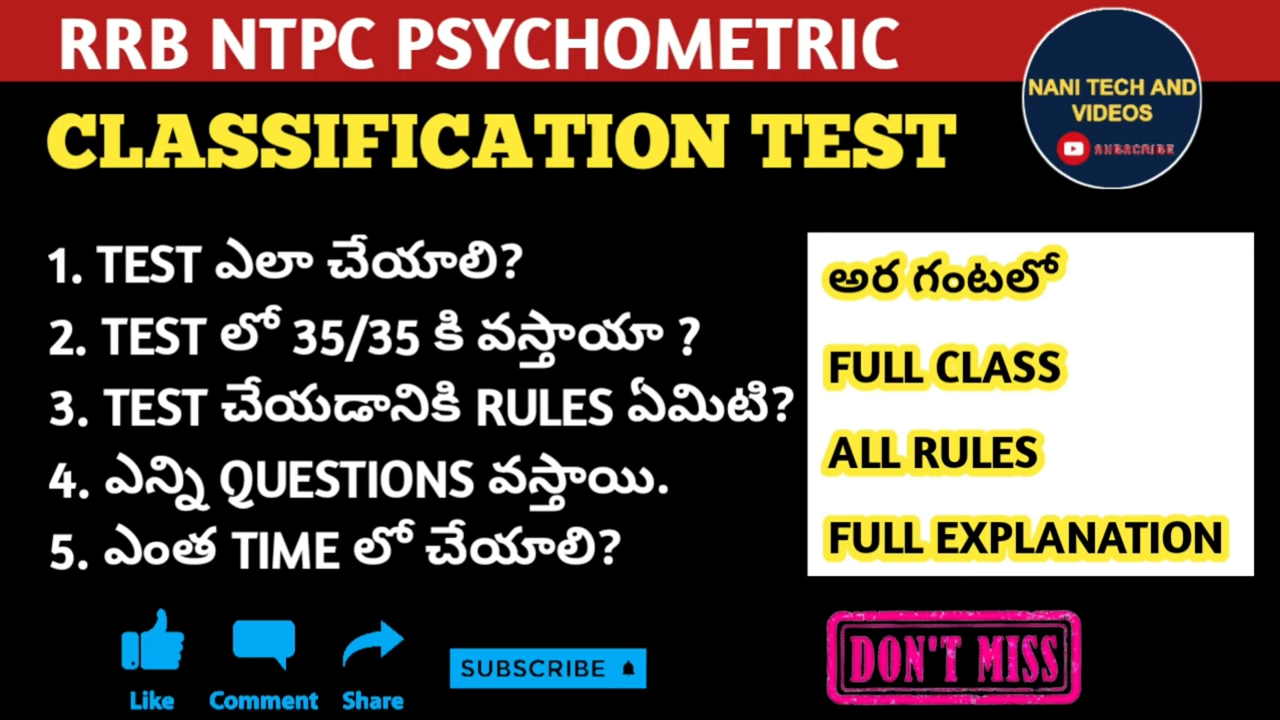 RRB NTPC PSYCHOMETRIC
CLASSIFICATION TEST
NANI TECH AND
VIDEOS
SUBSCRIBE
1. TEST ఎలా చేయాలి?
2. TEST లో 35/35 కి వస్తాయా ?
3. TEST చేయడానికి RULES ఏమిటి?
4. ఎన్ని QUESTIONS వస్తాయి.
5. ఎంత TIME లో చేయాలి?
అర గంటలో
FULL CLASS
ALL RULES
FULL EXPLANATION
Like
Comment
Share
SUBSCRIBE
DON'T MISS